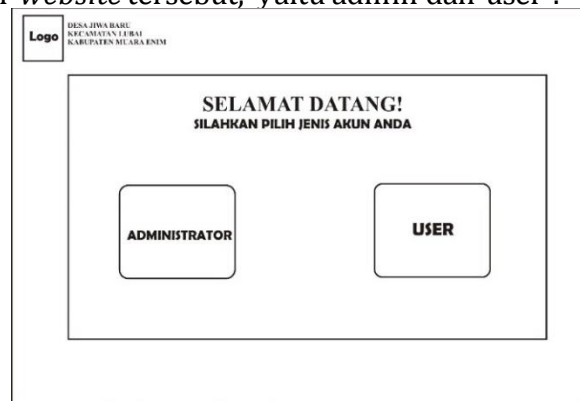 website tersebut, yaitu admin dan user .
Logo
DESA JIWA BARU
KECAMATAN LUBAI
KABUPATEN MUARA ENIM
SELAMAT DATANG!
SILAHKAN PILIH JENIS AKUN ANDA
ADMINISTRATOR
USER